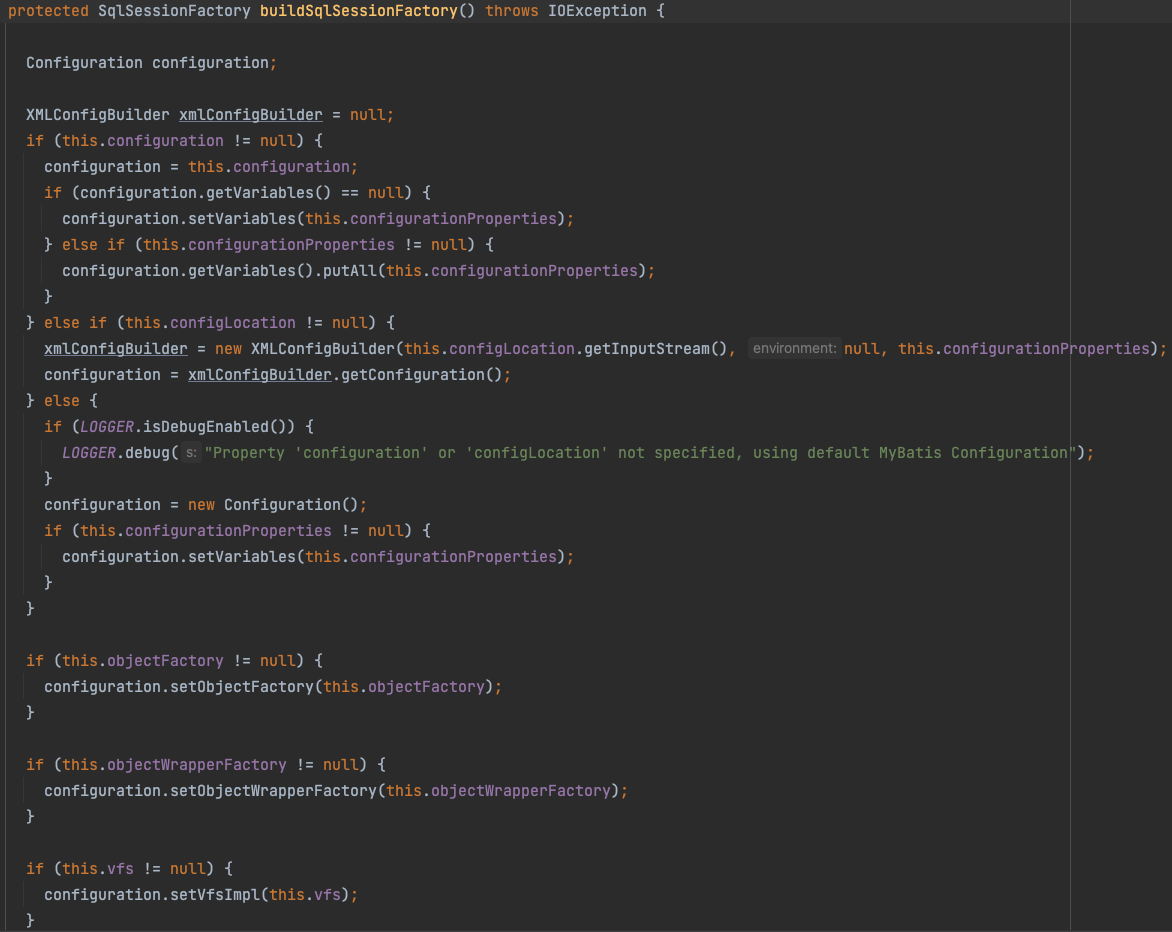 protected SqlSessionFactory buildSqlSessionFactory() throws IOException {
Configuration configuration;
XMLConfigBuilder xmlConfigBuilder = null;
if (this.configuration != null) {
configuration = this.configuration;
if (configuration.getVariables() == null) {
configuration.setVariables(this.configurationProperties);
} else if (this.configurationProperties != null) {
configuration.getVariables().putAll(this.configurationProperties);
}
} else if (this.configLocation != null) {
xmlConfigBuilder = new XMLConfigBuilder(this.configLocation.getInputStream(), environment: null, this.configurationProperties);
configuration = xmlConfigBuilder.getConfiguration();
} else {
if (LOGGER.isDebugEnabled()) {
LOGGER.debug( s: "Property 'configuration' or 'configLocation' not specified, using default MyBatis Configuration");
}
configuration = new Configuration();
if (this.configurationProperties != null) {
configuration.setVariables(this.configurationProperties);
}
}
if (this.objectFactory != null) {
configuration.setObjectFactory(this.objectFactory);
}
if (this.objectWrapperFactory != null) {
configuration.setObjectWrapperFactory(this.objectWrapperFactory);
}
if (this.vfs != null) {
configuration.setVfsImpl(this.vfs);
}